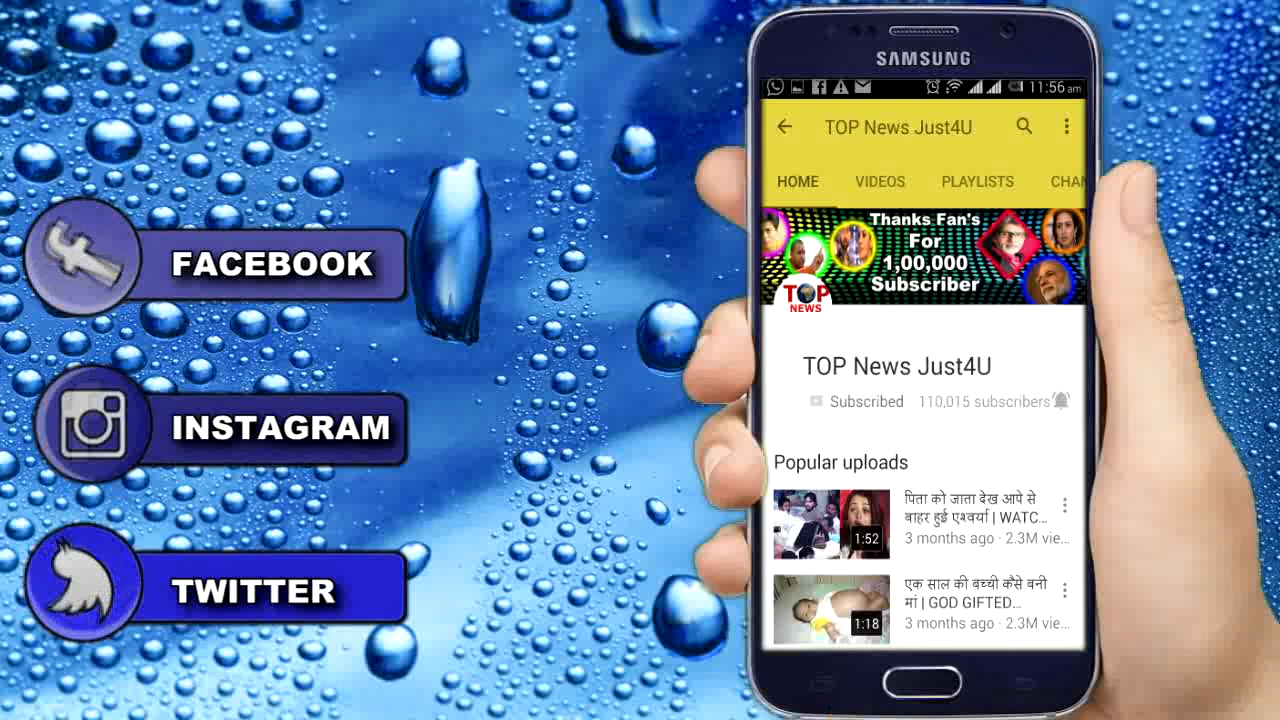 FACEBOOK
INSTAGRAM
TWITTER
SAMSUNG
11:56 am
TOP News Just4U
HOME VIDEOS PLAYLISTS CHAN
Thanks Fan's
For
1,00,000
Subscriber
TOP
NEWS
TOP News Just4U
Subscribed 110,015 subscribers
Popular uploads
पिता को जाता देख आपे से
बाहर हुई एश्वर्या | WATC...
3 months ago · 2.3M vie...
1:52
एक साल की बच्ची कैसे बनी
मां | GOD GIFTED...
3 months ago · 2.3M vie...
1:18